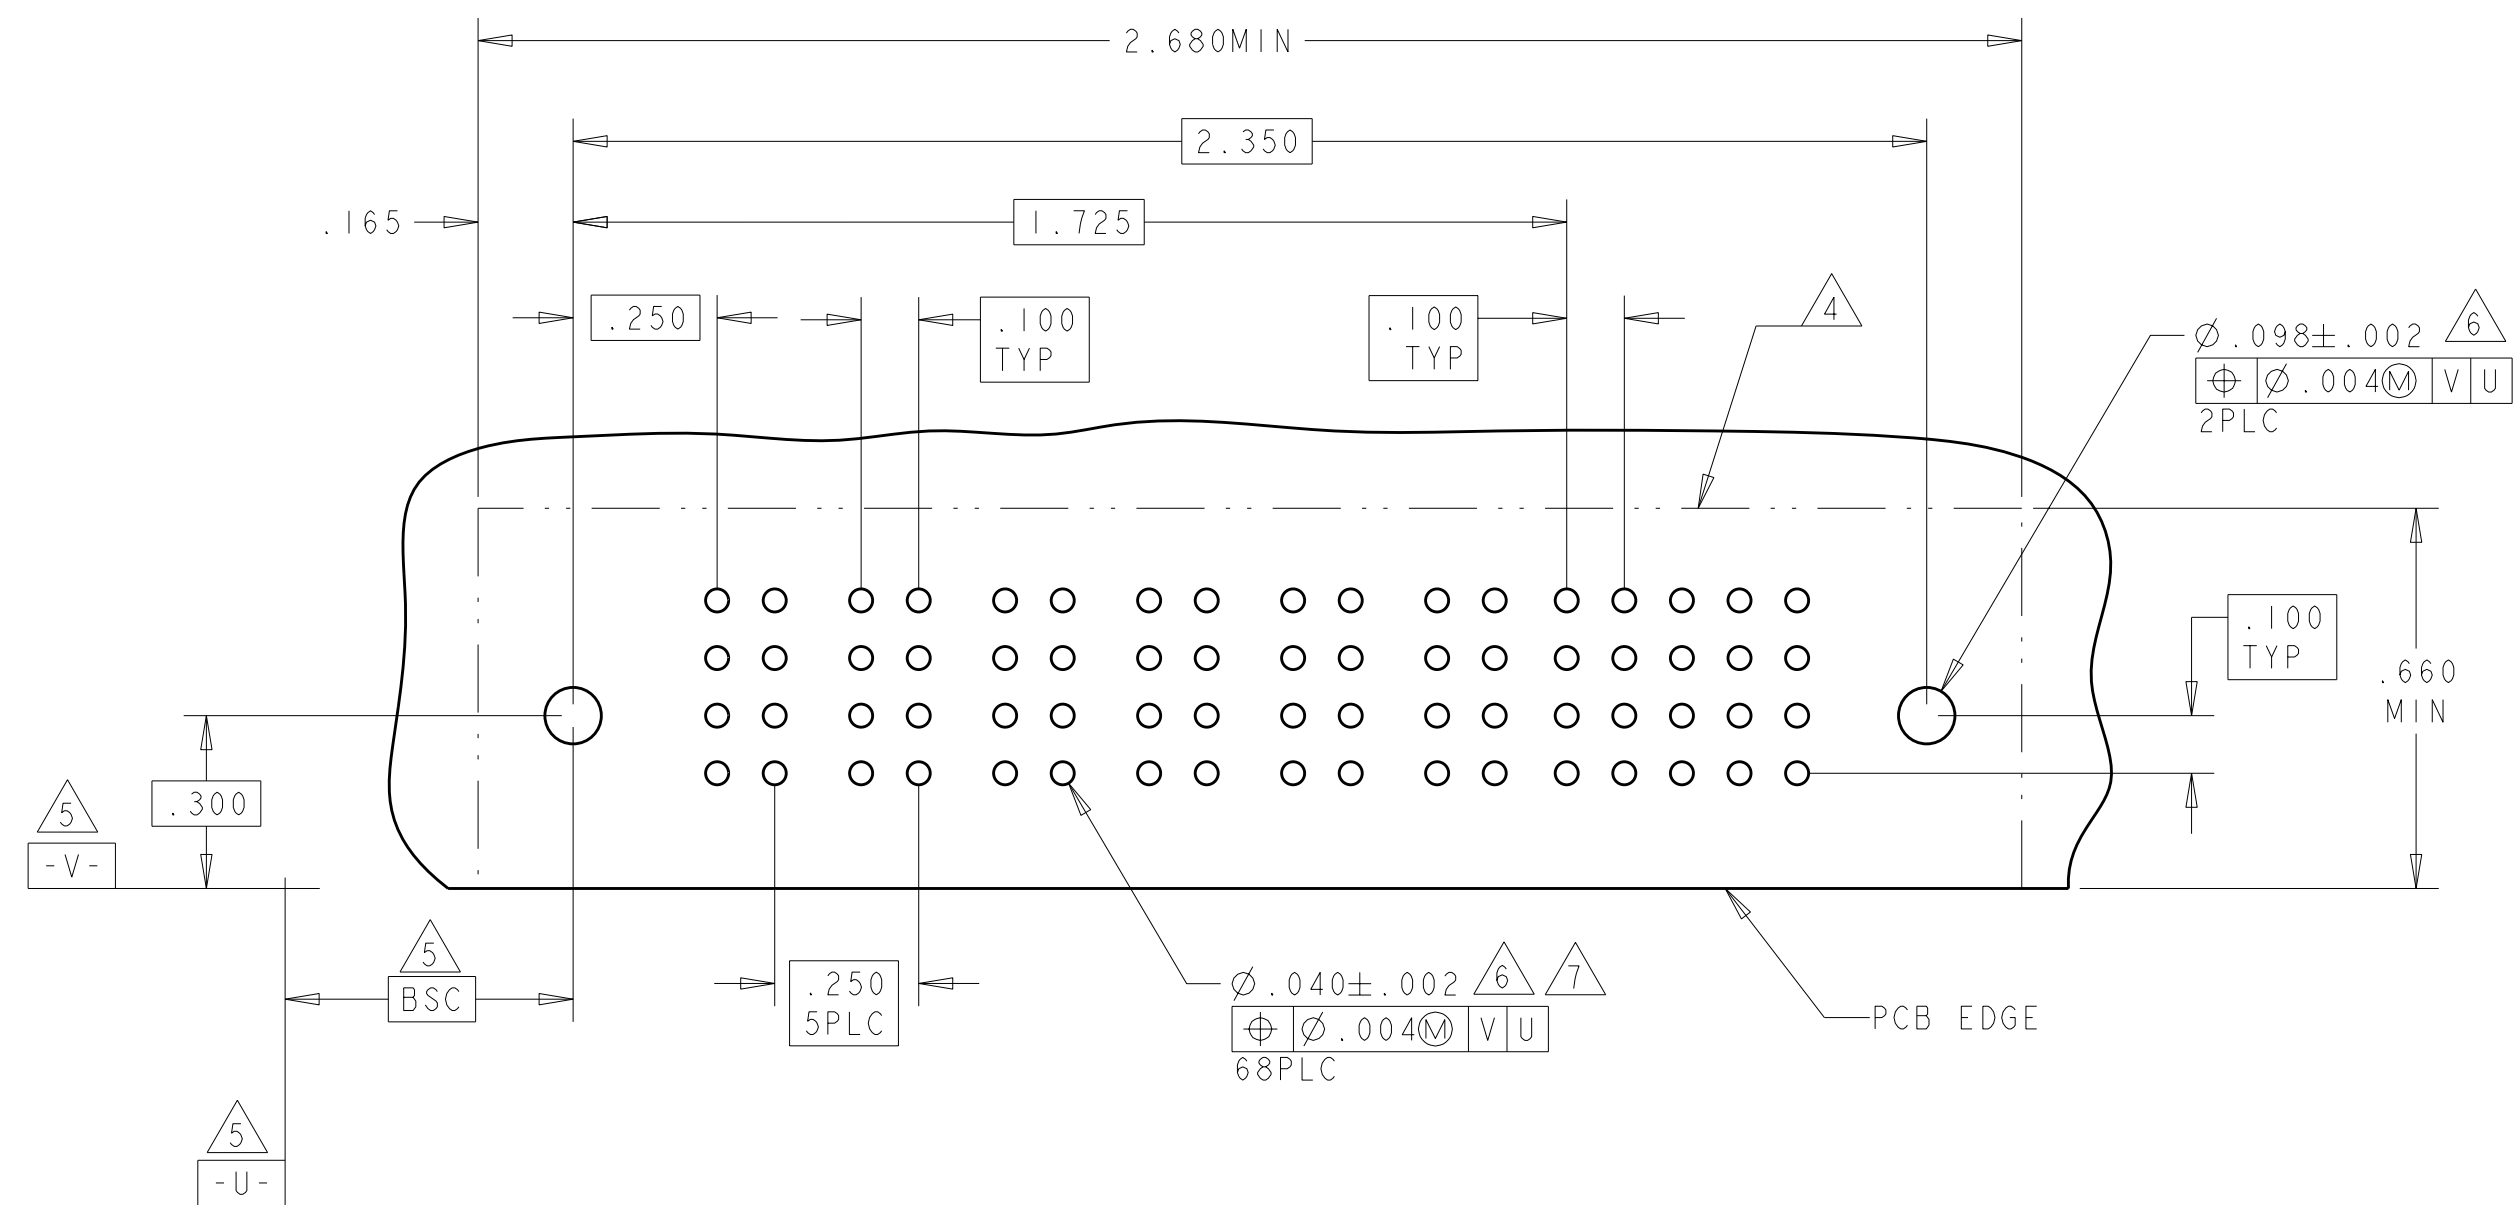 2.680MIN
2.350
.165
1.725
.250
.100
TYP
.100
TYP
4
⌀.098±.002 6
⌖ ⌀.004Ⓜ V U
2PLC
.100
TYP
.660
MIN
.300
5
-V-
5
BSC
5
-U-
.250
5PLC
⌀.040±.002 6 7
⌖ ⌀.004Ⓜ V U
68PLC
PCB EDGE